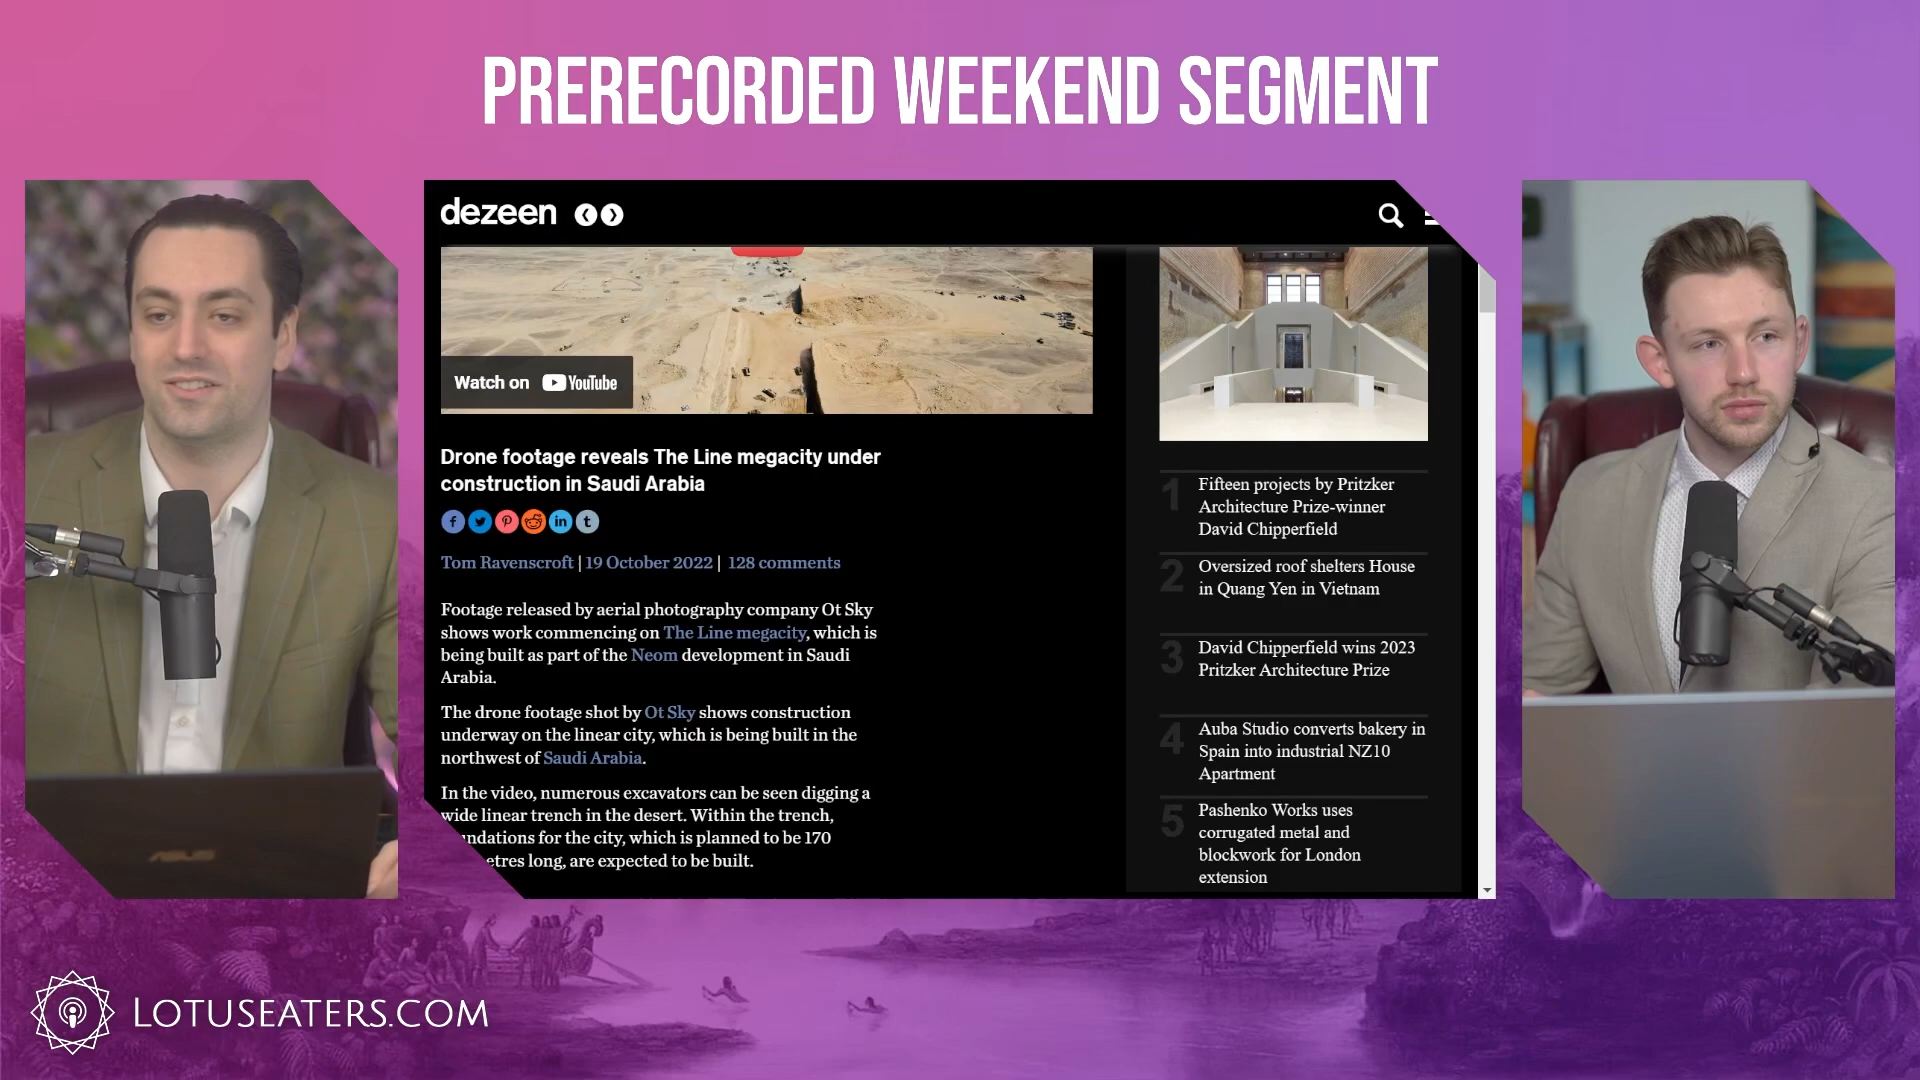 PRERECORDED WEEKEND SEGMENT
dezeen
Watch on YouTube
Drone footage reveals The Line megacity under
construction in Saudi Arabia
Tom Ravenscroft | 19 October 2022 | 128 comments
Footage released by aerial photography company Ot Sky
shows work commencing on The Line megacity, which is
being built as part of the Neom development in Saudi
Arabia.
The drone footage shot by Ot Sky shows construction
underway on the linear city, which is being built in the
northwest of Saudi Arabia.
In the video, numerous excavators can be seen digging a
wide linear trench in the desert. Within the trench,
undations for the city, which is planned to be 170
etres long, are expected to be built.
1 Fifteen projects by Pritzker
Architecture Prize-winner
David Chipperfield
2 Oversized roof shelters House
in Quang Yen in Vietnam
3 David Chipperfield wins 2023
Pritzker Architecture Prize
4 Auba Studio converts bakery in
Spain into industrial NZ10
Apartment
5 Pashenko Works uses
corrugated metal and
blockwork for London
extension
ASUS
LOTUSEATERS.COM